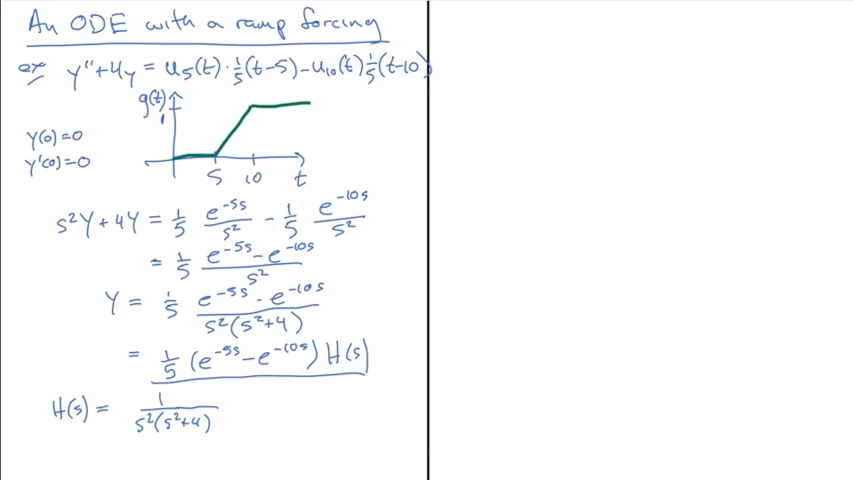 An ODE with a ramp forcing
ex y''+4y = u₅(t)·1/5(t-5) - u₁₀(t) 1/5(t-10)
g(t)
1
y(0)=0
y'(0)=0
5 10 t
s²Y+4Y = 1/5 e^{-5s}/s² - 1/5 e^{-10s}/s²
= 1/5 (e^{-5s} - e^{-10s})/s²
Y = 1/5 (e^{-5s} - e^{-10s})/(s²(s²+4))
= 1/5 (e^{-5s} - e^{-10s}) H(s)
H(s) = 1/(s²(s²+4))